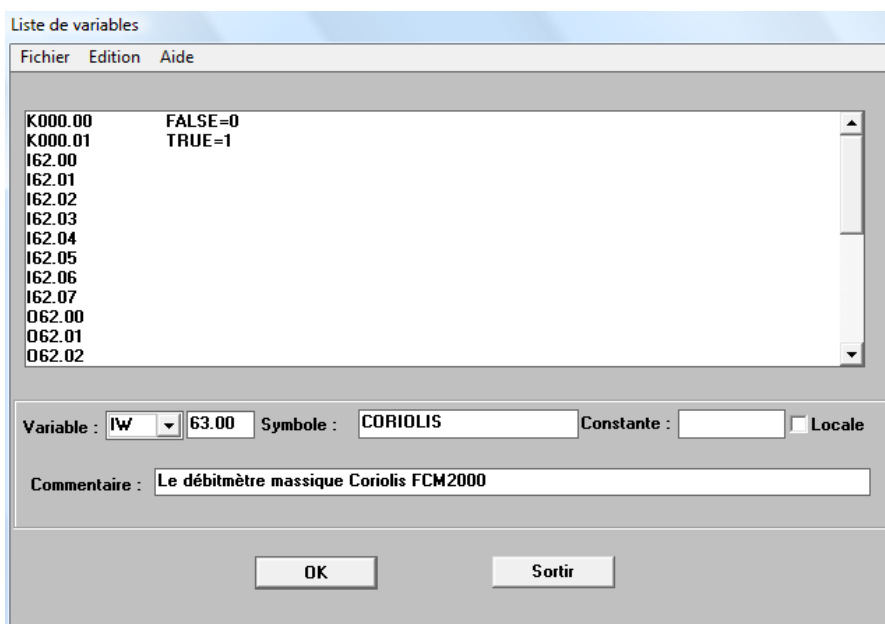 Liste de variables
Fichier Edition Aide
K000.00 FALSE=0
K000.01 TRUE=1
I62.00
I62.01
I62.02
I62.03
I62.04
I62.05
I62.06
I62.07
O62.00
O62.01
O62.02
Variable : IW 63.00 Symbole : CORIOLIS Constante : Locale
Commentaire : Le débitmètre massique Coriolis FCM2000
OK Sortir